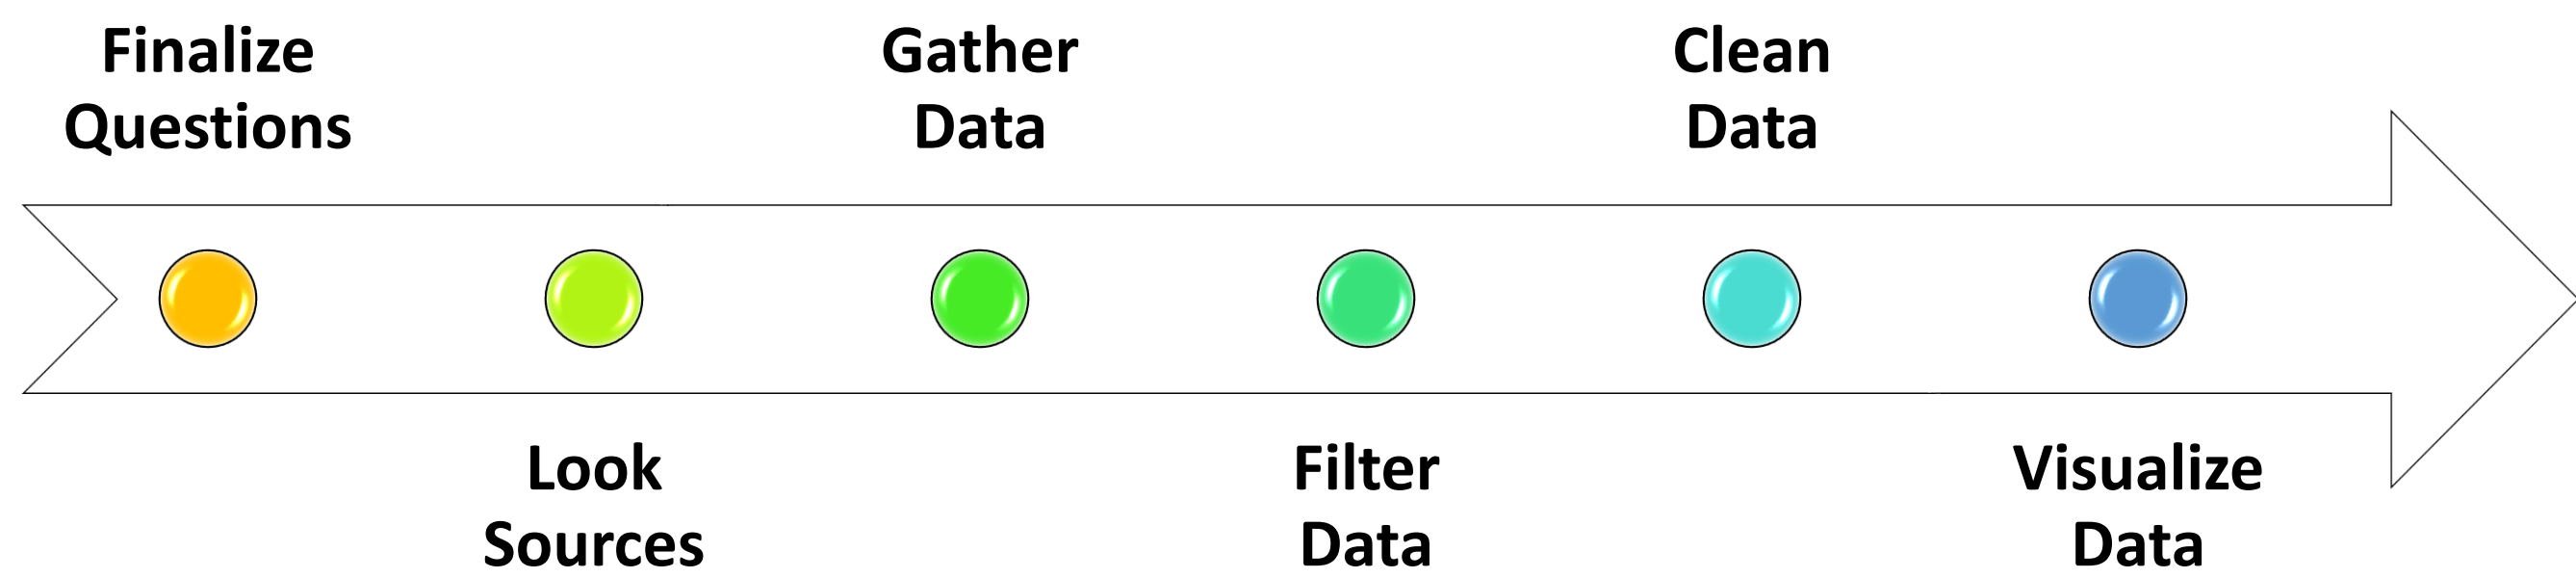 Finalize
Questions
Look
Sources
Gather
Data
Filter
Data
Clean
Data
Visualize
Data